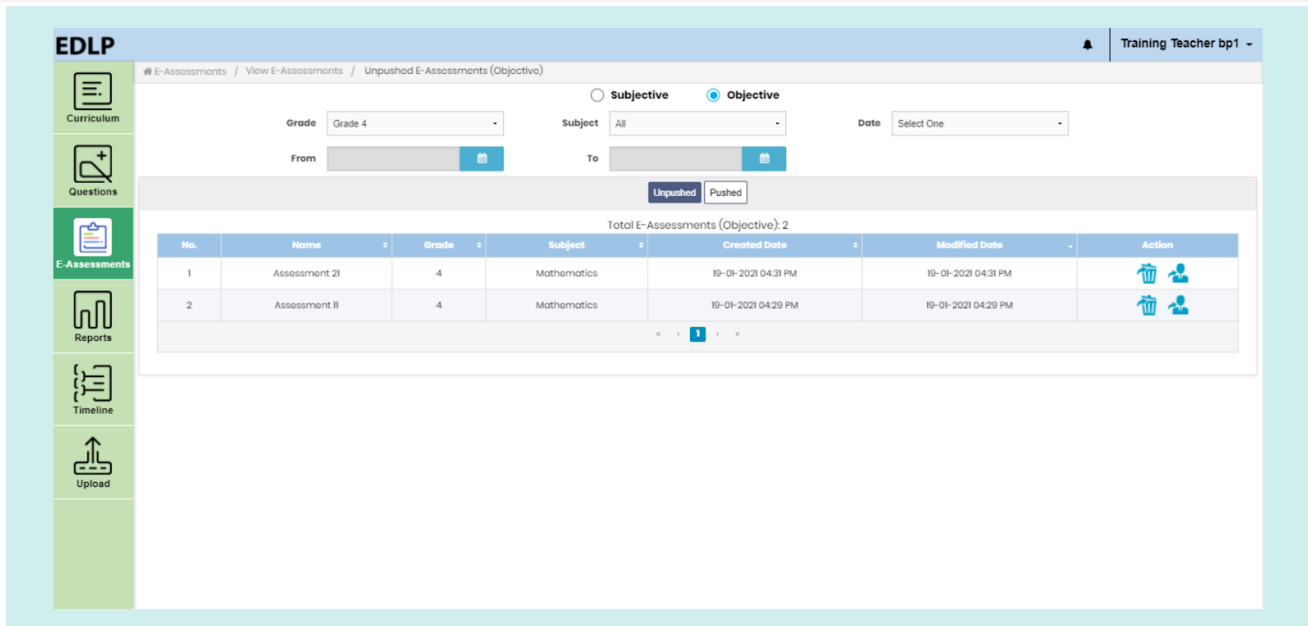 EDLP
Training Teacher bp1
E-Assessments / View E-Assessments / Unpushed E-Assessments (Objective)
Curriculum
Questions
E-Assessments
Reports
Timeline
Upload
Subjective Objective
Grade Grade 4 Subject All Date Select One
From To
Unpushed Pushed
Total E-Assessments (Objective): 2
No. Name Grade Subject Created Date Modified Date Action
1 Assessment 21 4 Mathematics 19-01-2021 04:31 PM 19-01-2021 04:31 PM
2 Assessment 11 4 Mathematics 19-01-2021 04:29 PM 19-01-2021 04:29 PM
« ‹ 1 › »